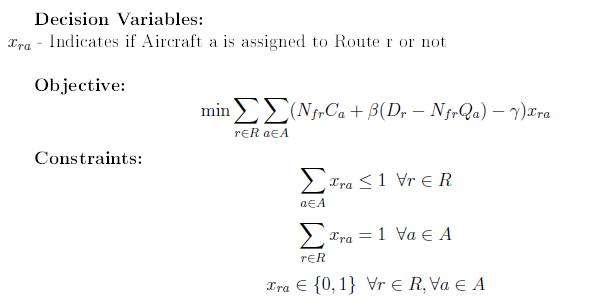 Decision Variables:
x_{ra} - Indicates if Aircraft a is assigned to Route r or not
Objective:
min ∑_{r∈R} ∑_{a∈A} (N_{fr}C_a + β(D_r − N_{fr}Q_a) − γ)x_{ra}
Constraints:
∑_{a∈A} x_{ra} ≤ 1 ∀r ∈ R
∑_{r∈R} x_{ra} = 1 ∀a ∈ A
x_{ra} ∈ {0, 1} ∀r ∈ R, ∀a ∈ A